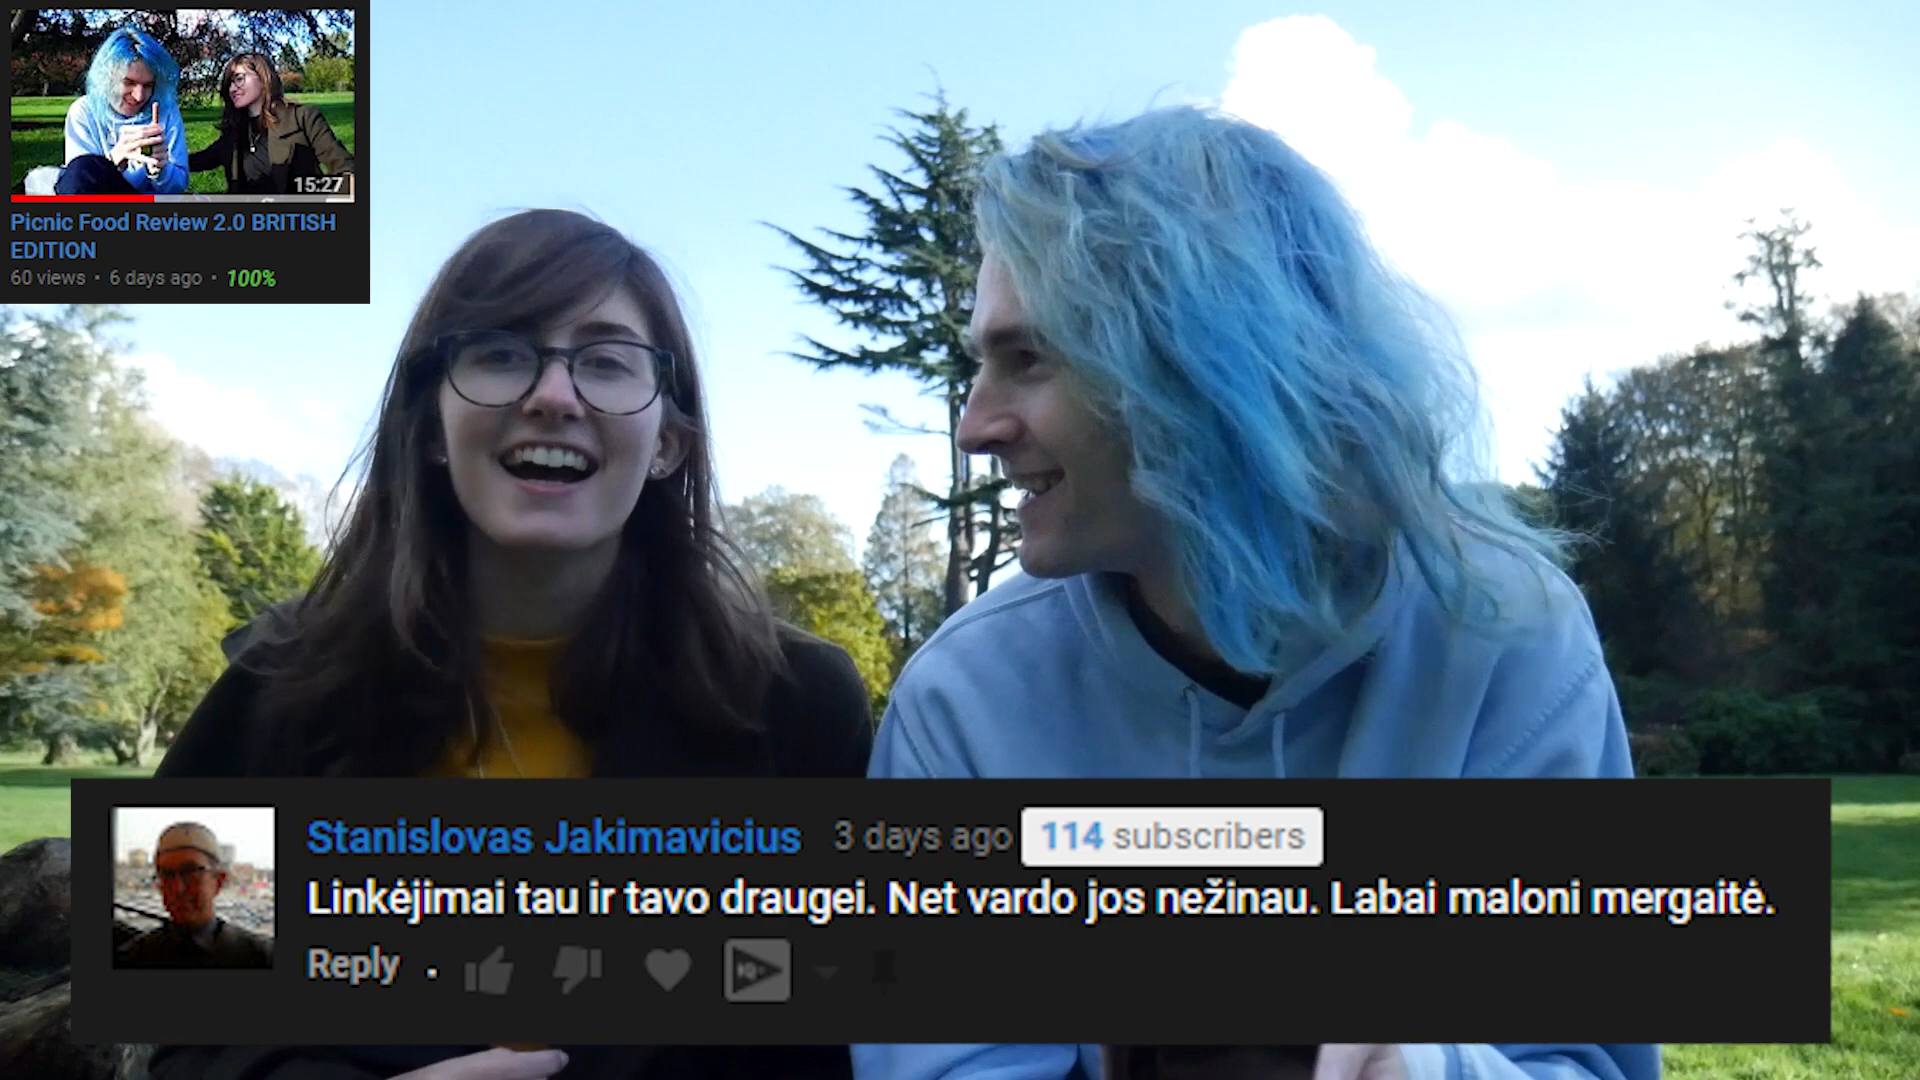 15:27
Picnic Food Review 2.0 BRITISH
EDITION
60 views • 6 days ago • 100%
Stanislovas Jakimavicius 3 days ago 114 subscribers
Linkėjimai tau ir tavo draugei. Net vardo jos nežinau. Labai maloni mergaitė.
Reply